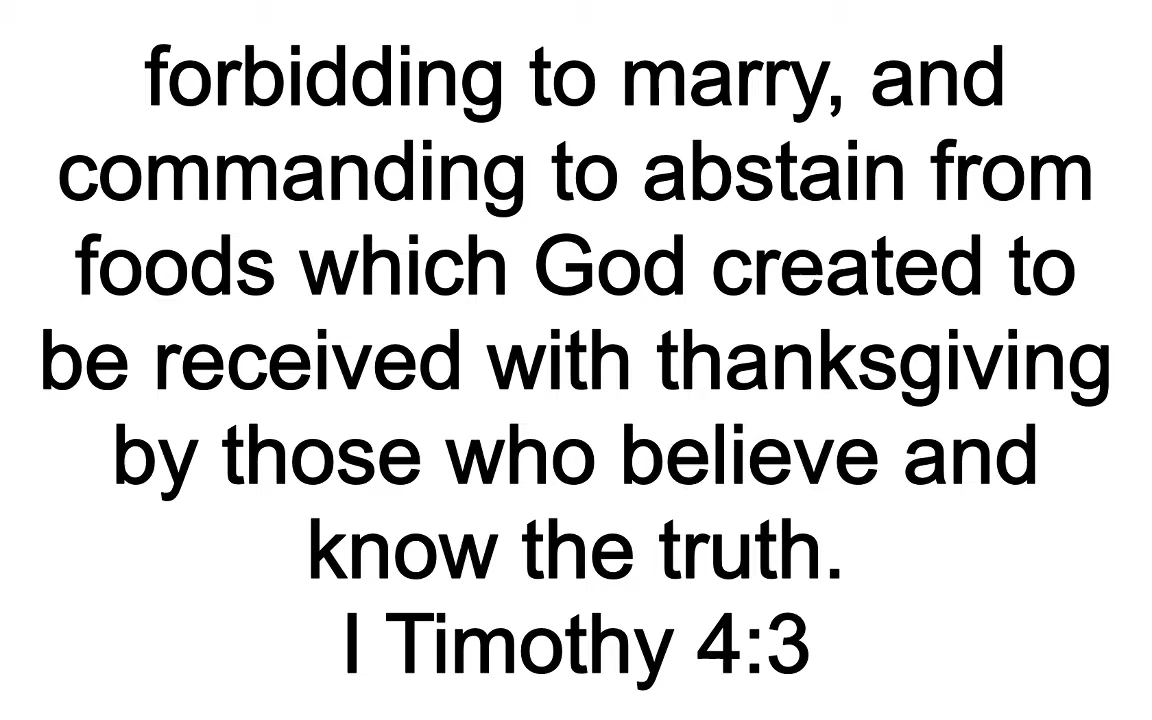 forbidding to marry, and
commanding to abstain from
foods which God created to
be received with thanksgiving
by those who believe and
know the truth.
I Timothy 4:3